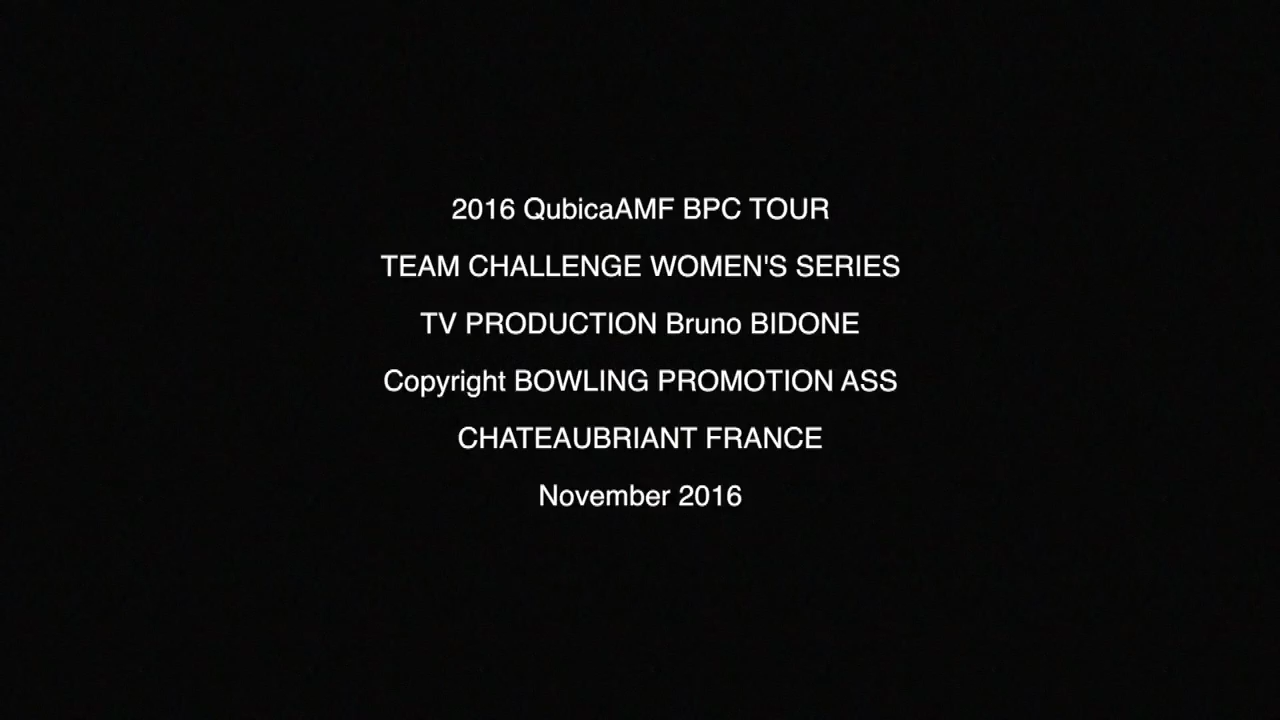 2016 QubicaAMF BPC TOUR
TEAM CHALLENGE WOMEN'S SERIES
TV PRODUCTION Bruno BIDONE
Copyright BOWLING PROMOTION ASS
CHATEAUBRIANT FRANCE
November 2016